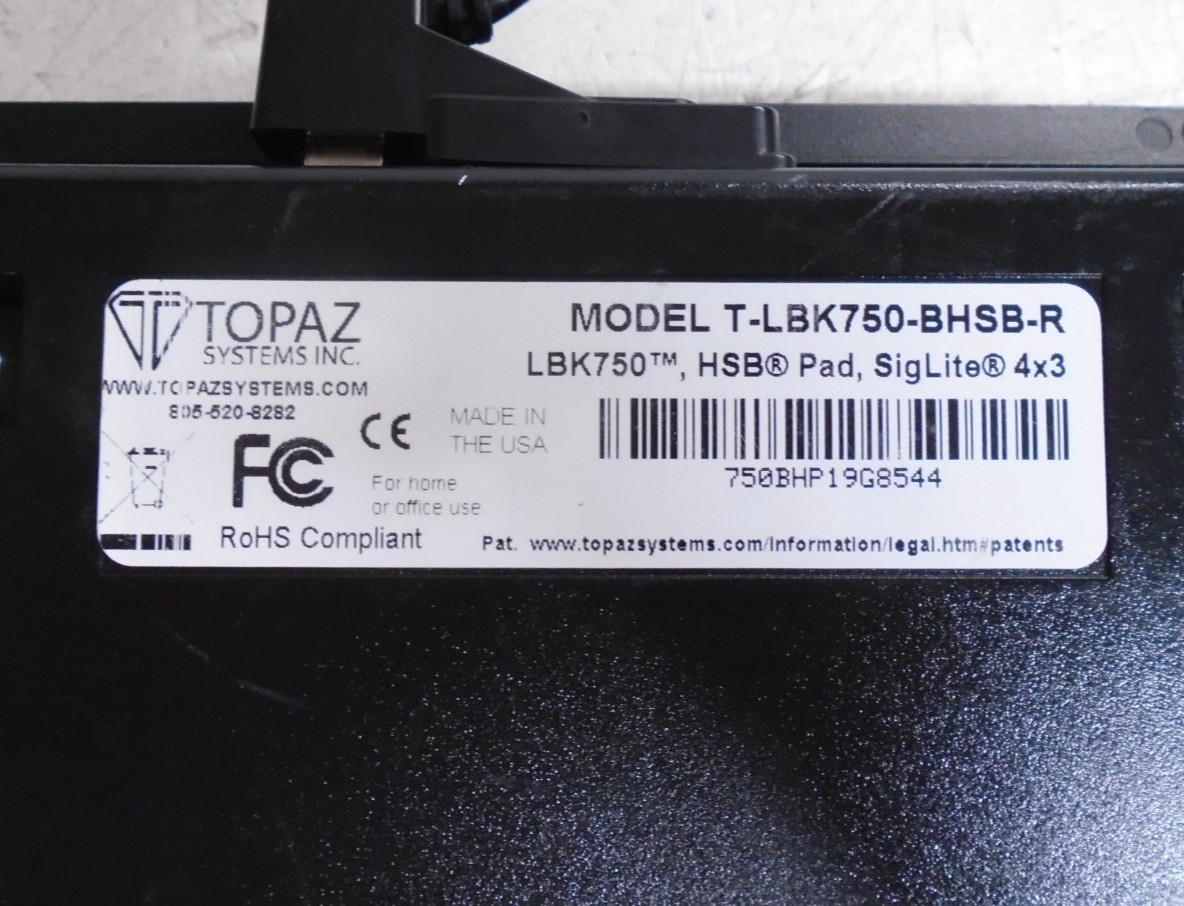 TOPAZ
SYSTEMS INC.
WWW.TOPAZSYSTEMS.COM
805-520-8282
MODEL T-LBK750-BHSB-R
LBK750™, HSB® Pad, SigLite® 4x3
CE
MADE IN
THE USA
750BHP19G8544
FC
For home
or office use
RoHS Compliant
Pat. www.topazsystems.com/information/legal.htm#patents